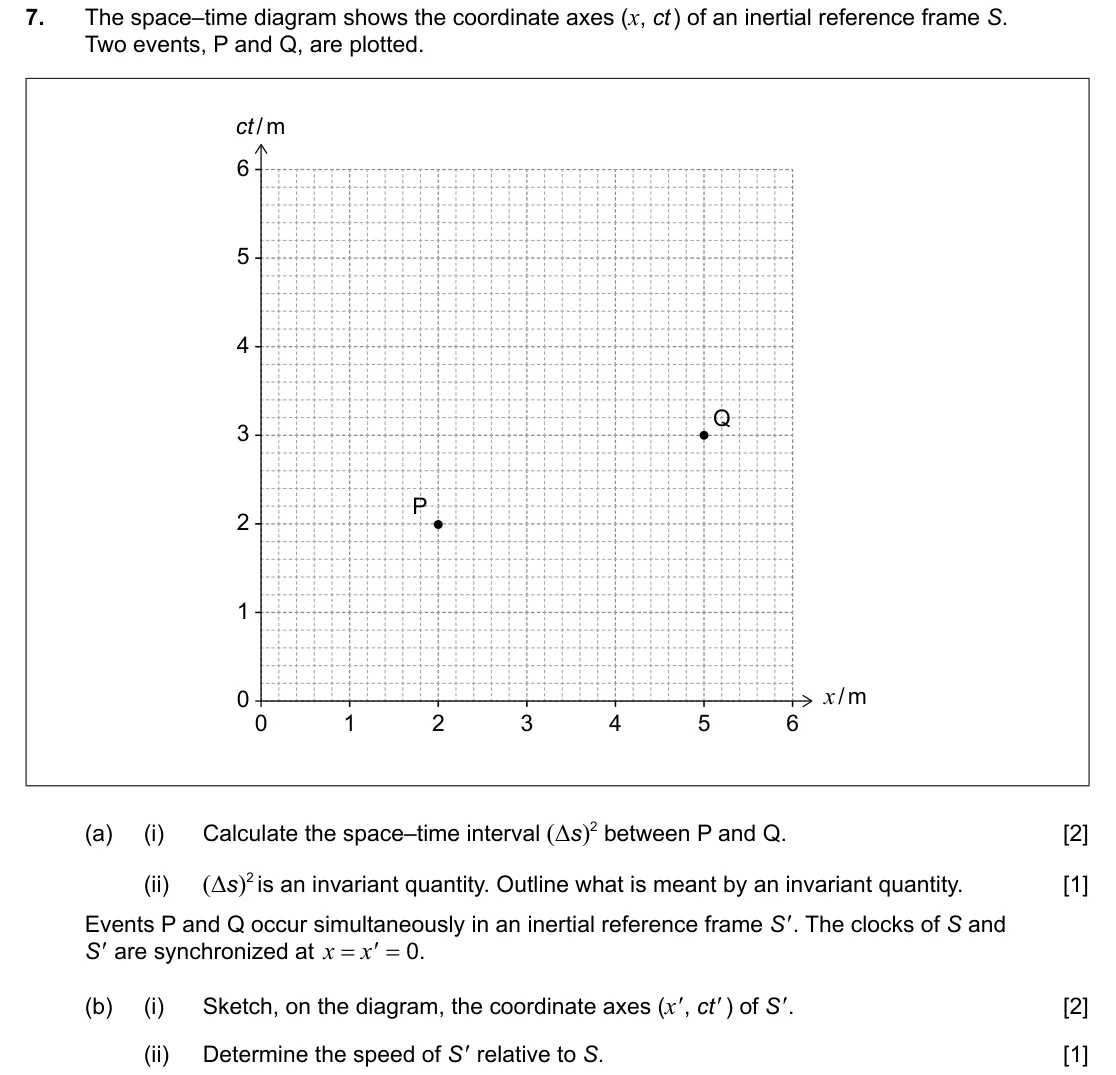 7. The space–time diagram shows the coordinate axes (x, ct) of an inertial reference frame S.
Two events, P and Q, are plotted.
ct/m
6
5
4
3
2
1
0
Q
P
x/m
0 1 2 3 4 5 6
(a) (i) Calculate the space–time interval (Δs)² between P and Q. [2]
(ii) (Δs)² is an invariant quantity. Outline what is meant by an invariant quantity. [1]
Events P and Q occur simultaneously in an inertial reference frame S′. The clocks of S and
S′ are synchronized at x = x′ = 0.
(b) (i) Sketch, on the diagram, the coordinate axes (x′, ct′) of S′. [2]
(ii) Determine the speed of S′ relative to S. [1]